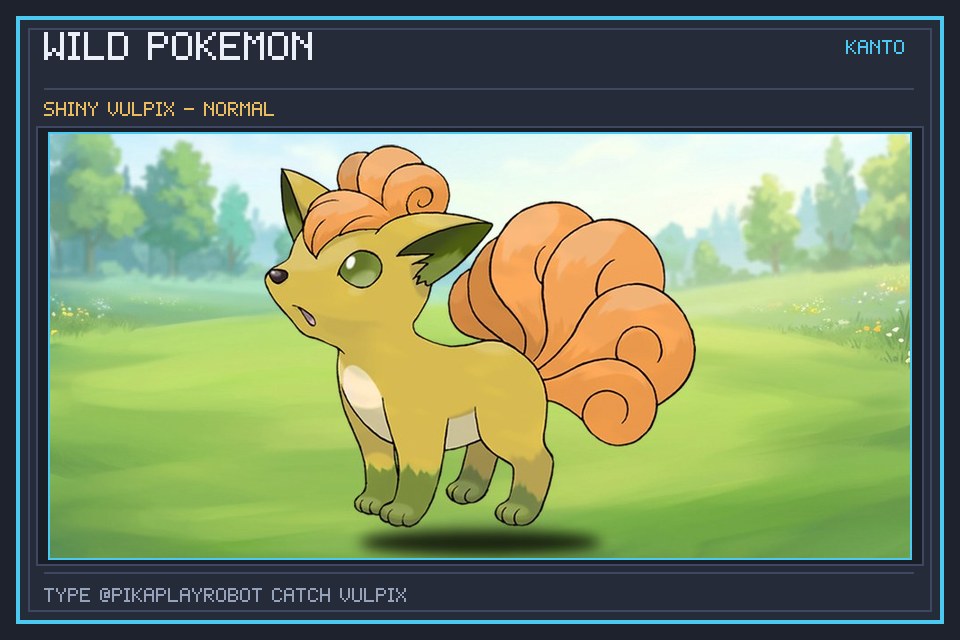 WILD POKEMON
KANTO
SHINY VULPIX - NORMAL
TYPE @PIKAPLAYROBOT CATCH VULPIX